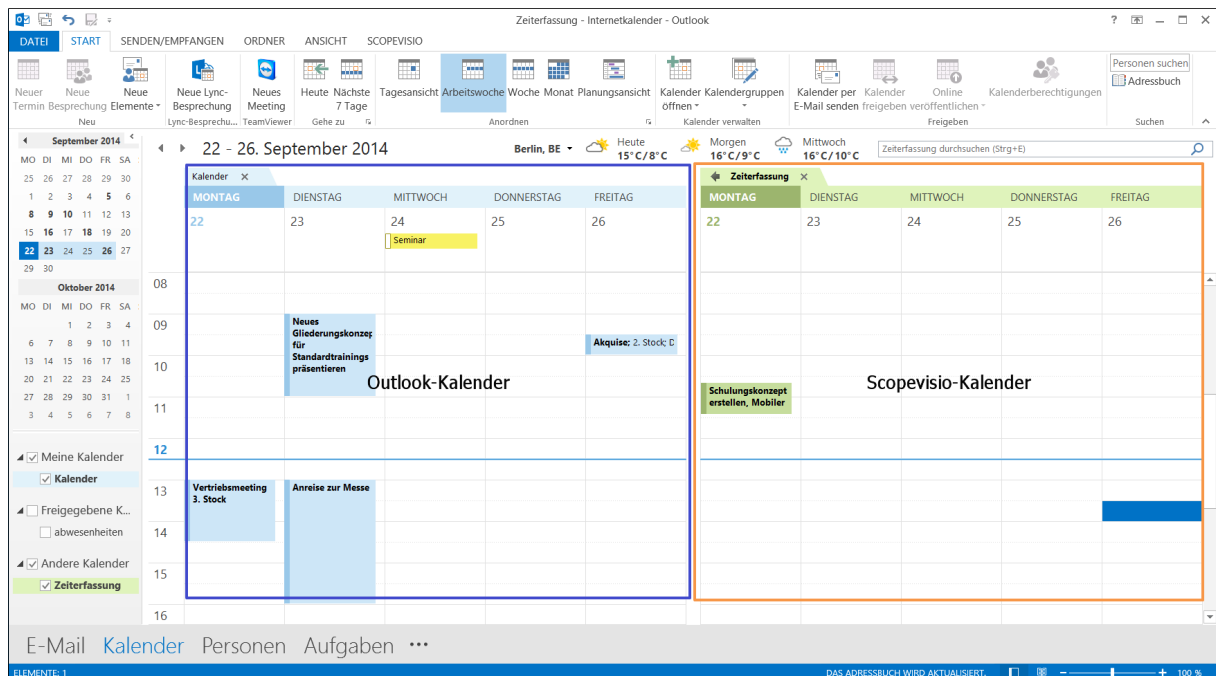 Zeiterfassung - Internetkalender - Outlook
DATEI START SENDEN/EMPFANGEN ORDNER ANSICHT SCOPEVISIO
Neuer Termin
Neue Besprechung
Neue Elemente
Neu
Neue Lync-Besprechung
Lync-Besprechu...
Neues Meeting
TeamViewer
Heute
Nächste 7 Tage
Gehe zu
Tagesansicht
Arbeitswoche
Woche
Monat
Planungsansicht
Anordnen
Kalender öffnen
Kalendergruppen
Kalender verwalten
Kalender per E-Mail senden
Kalender freigeben
Online veröffentlichen
Kalenderberechtigungen
Freigeben
Personen suchen
Adressbuch
Suchen
September 2014
MO DI MI DO FR SA
25 26 27 28 29 30
1 2 3 4 5 6
8 9 10 11 12 13
15 16 17 18 19 20
22 23 24 25 26 27
29 30
Oktober 2014
MO DI MI DO FR SA
1 2 3 4
6 7 8 9 10 11
13 14 15 16 17 18
20 21 22 23 24 25
27 28 29 30 31 1
3 4 5 6 7 8
Meine Kalender
Kalender
Freigegebene K...
abwesenheiten
Andere Kalender
Zeiterfassung
22 - 26. September 2014
Berlin, BE
Heute
15°C/8°C
Morgen
16°C/9°C
Mittwoch
16°C/10°C
Zeiterfassung durchsuchen (Strg+E)
Kalender
MONTAG DIENSTAG MITTWOCH DONNERSTAG FREITAG
22 23 24 25 26
Seminar
08
09
10
11
12
13
14
15
16
Neues
Gliederungskonzep
für
Standardtrainings
präsentieren
Akquise; 2. Stock; D
Outlook-Kalender
Vertriebsmeeting
3. Stock
Anreise zur Messe
Zeiterfassung
MONTAG DIENSTAG MITTWOCH DONNERSTAG FREITAG
22 23 24 25 26
Scopevisio-Kalender
Schulungskonzept
erstellen, Mobiler
E-Mail Kalender Personen Aufgaben
ELEMENTE: 1
DAS ADRESSBUCH WIRD AKTUALISIERT.
100 %